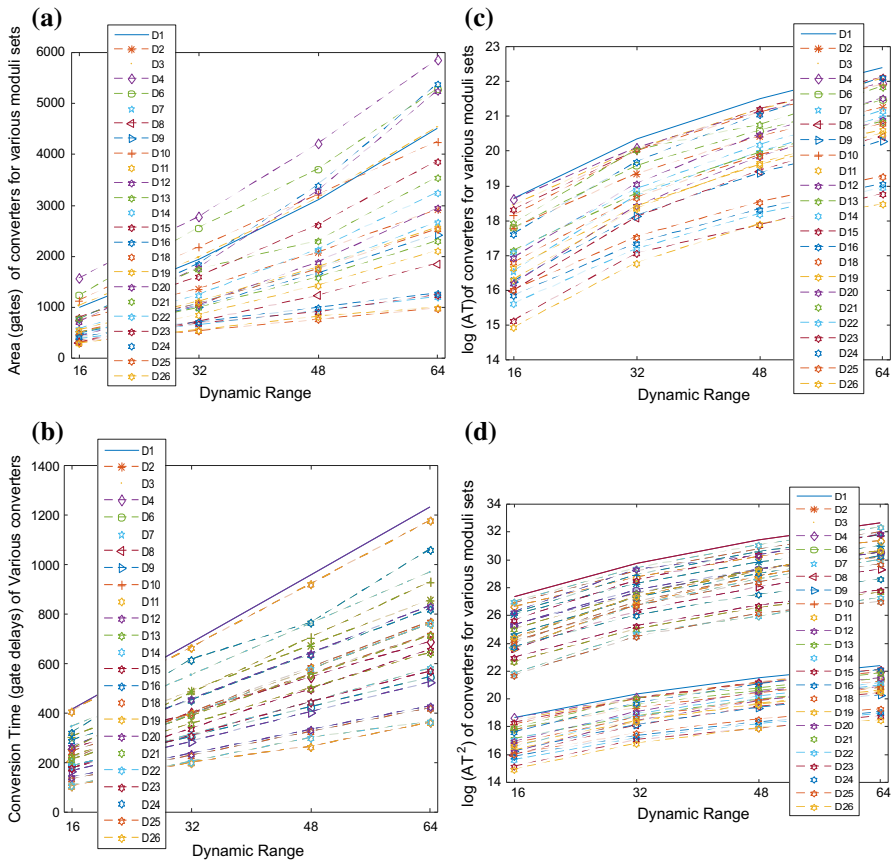 (a)
Area (gates) of converters for various moduli sets
6000
5000
4000
3000
2000
1000
0
16
32
48
64
Dynamic Range
D1
D2
D3
D4
D6
D7
D8
D9
D10
D11
D12
D13
D14
D15
D16
D18
D19
D20
D21
D22
D23
D24
D25
D26
(c)
log (AT)of converters for various moduli sets
23
22
21
20
19
18
17
16
15
14
16
32
48
64
Dynamic Range
D1
D2
D3
D4
D6
D7
D8
D9
D10
D11
D12
D13
D14
D15
D16
D18
D19
D20
D21
D22
D23
D24
D25
D26
(b)
Conversion Time (gate delays) of Various converters
1400
1200
1000
800
600
400
200
0
16
32
48
64
Dynamic Range
D1
D2
D3
D4
D6
D7
D8
D9
D10
D11
D12
D13
D14
D15
D16
D18
D19
D20
D21
D22
D23
D24
D25
D26
(d)
log (AT²) of converters for various moduli sets
34
32
30
28
26
24
22
20
18
16
14
16
32
48
64
Dynamic Range
D1
D2
D3
D4
D6
D7
D8
D9
D10
D11
D12
D13
D14
D15
D16
D18
D19
D20
D21
D22
D23
D24
D25
D26